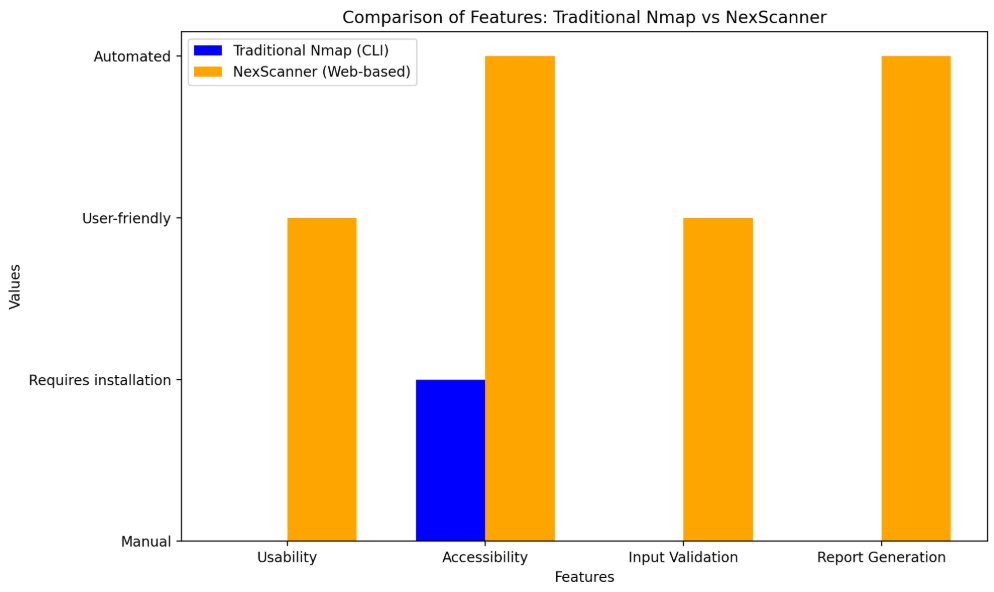 Comparison of Features: Traditional Nmap vs NexScanner
Traditional Nmap (CLI)
NexScanner (Web-based)
Automated
User-friendly
Requires installation
Manual
Values
Usability
Accessibility
Input Validation
Report Generation
Features